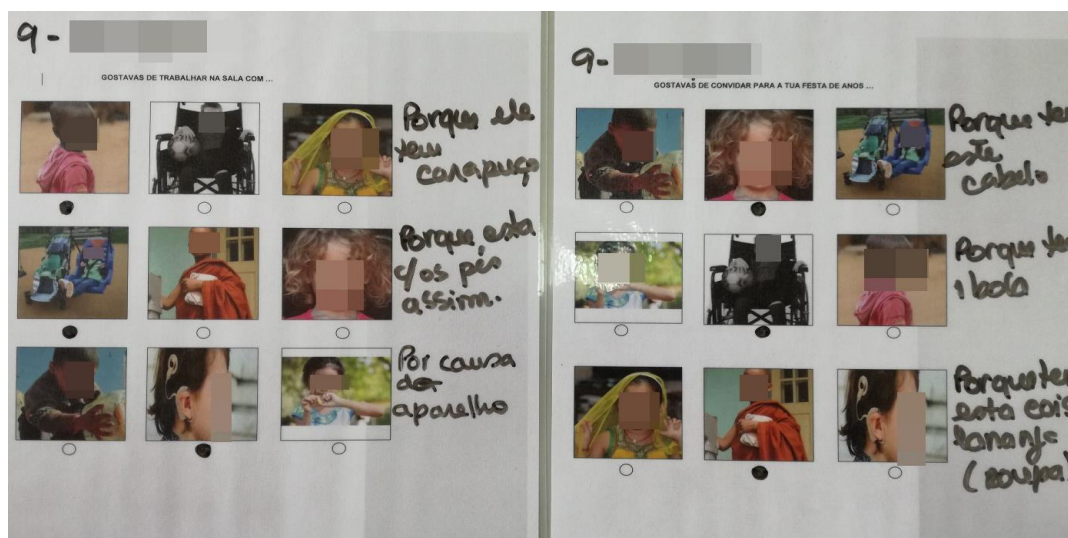 9-
GOSTAVAS DE TRABALHAR NA SALA COM ...
Porque ele
tem
carapuço
Porque esta
c/os pés
assim.
Por causa
do
aparelho
9-
GOSTAVAS DE CONVIDAR PARA A TUA FESTA DE ANOS ...
Porque tem
este
cabelo
Porque te
1 bola
Porque tem
esta cois
laranja
(roupa)